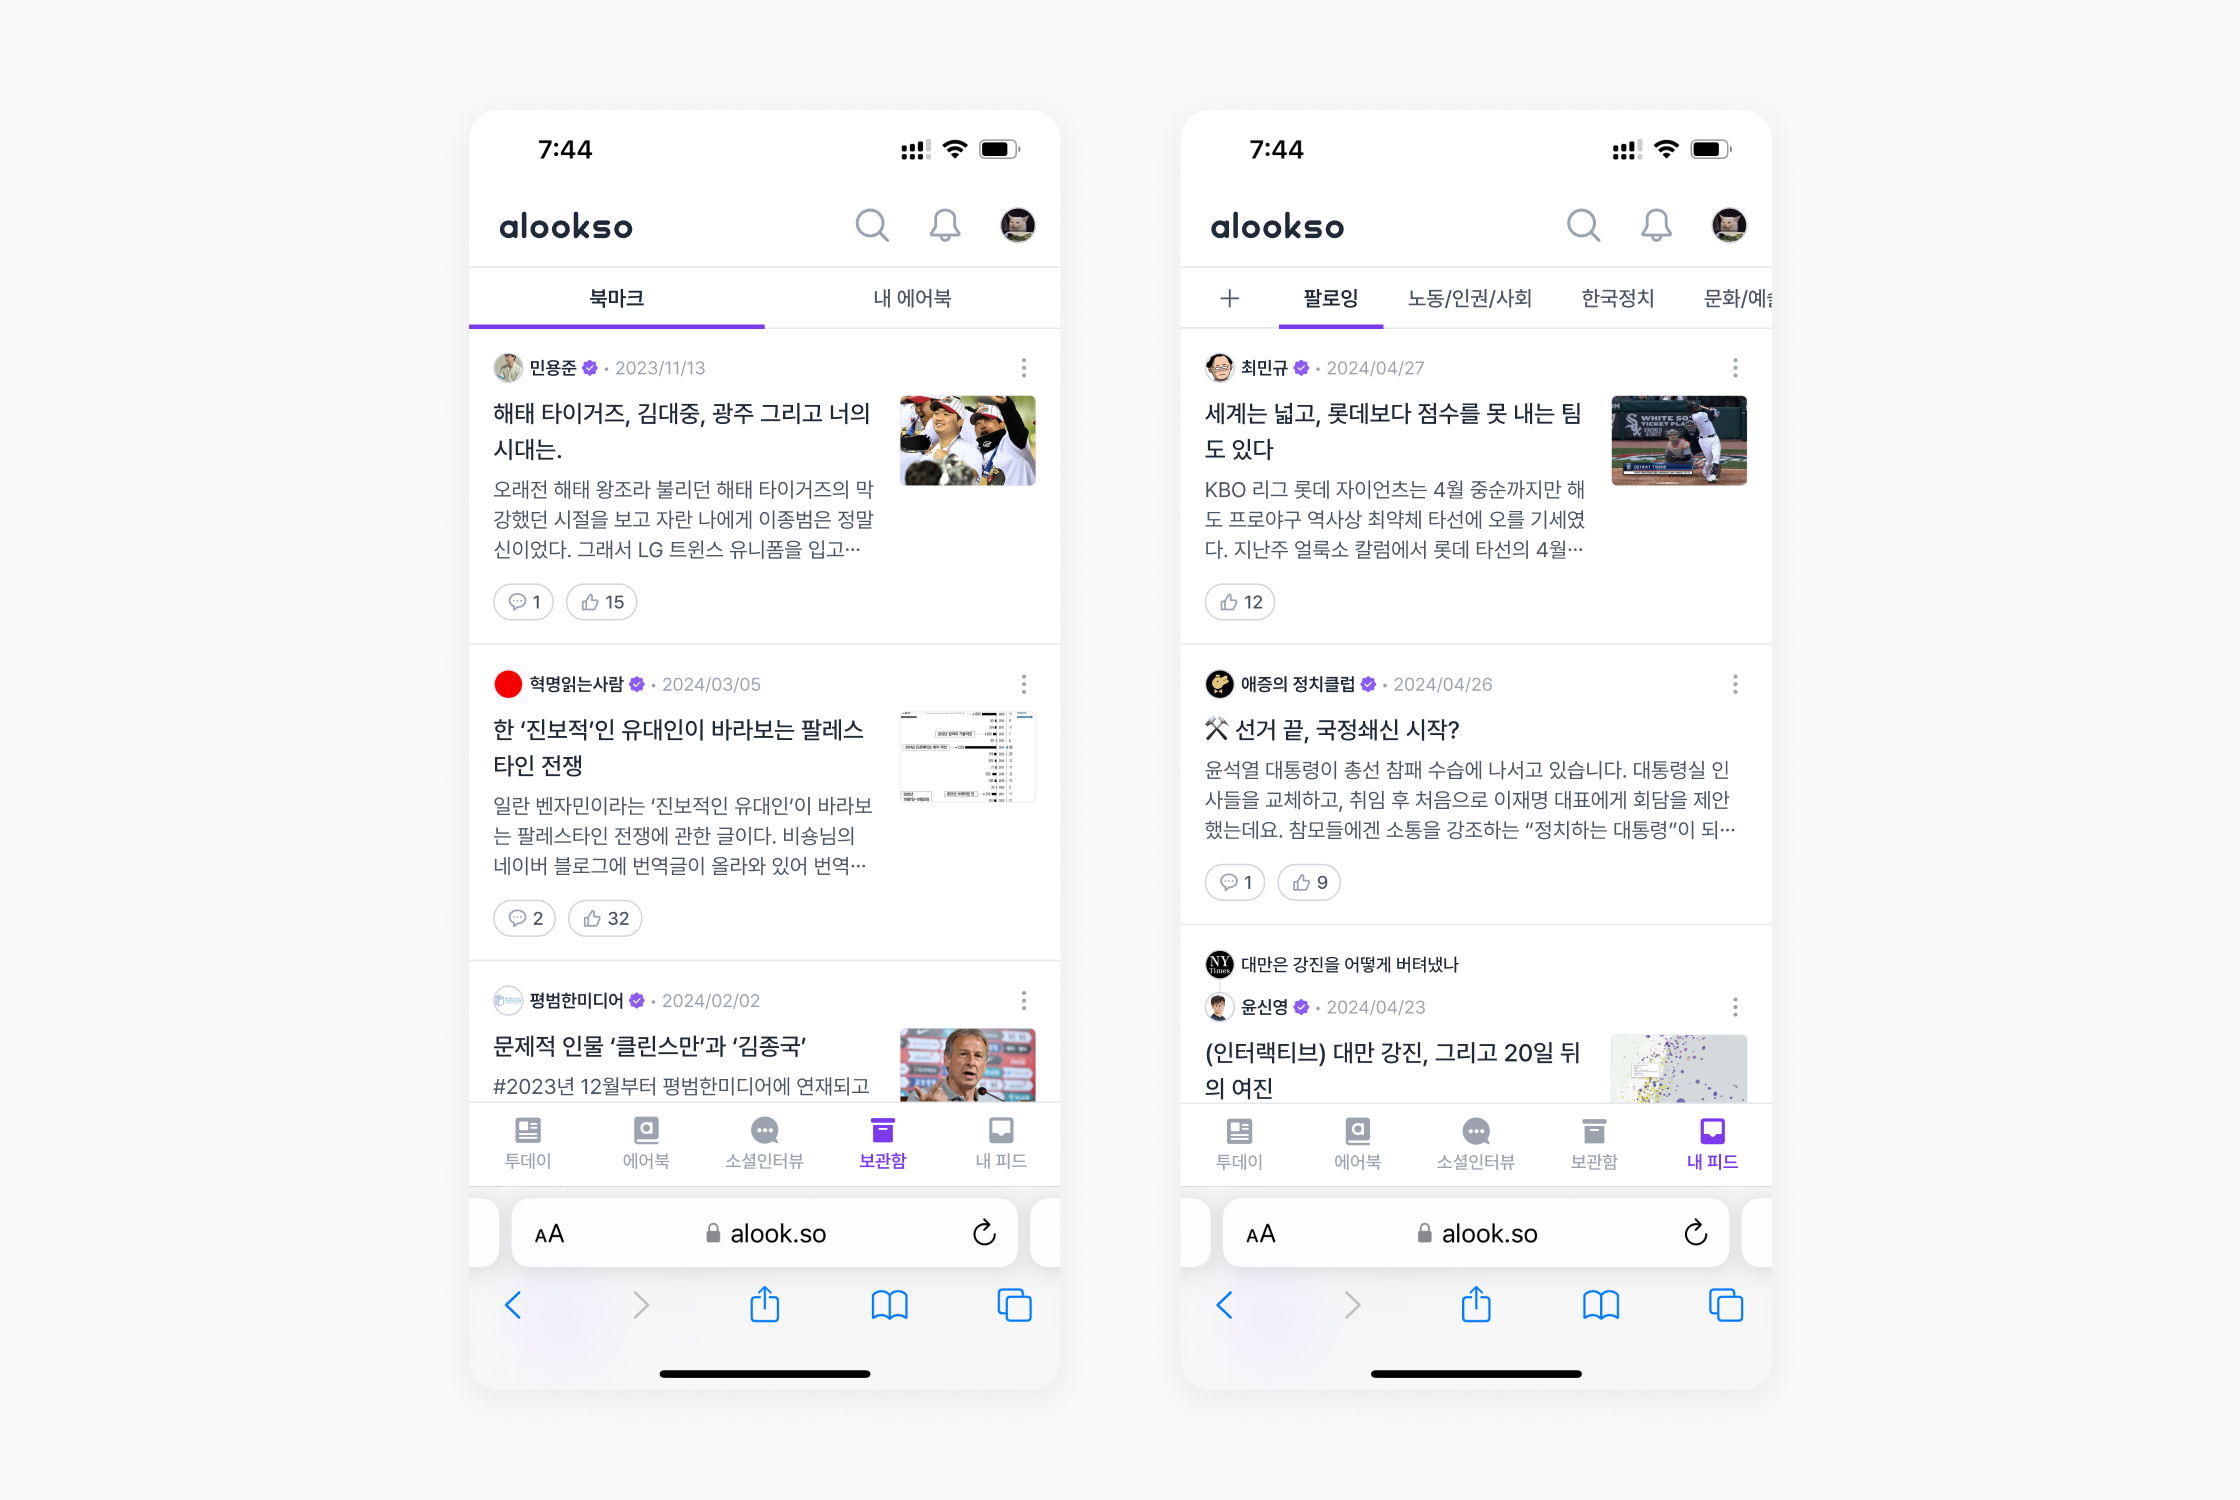 7:44
alookso
북마크
내 에어북
민용준 • 2023/11/13
해태 타이거즈, 김대중, 광주 그리고 너의
시대는.
오래전 해태 왕조라 불리던 해태 타이거즈의 막
강했던 시절을 보고 자란 나에게 이종범은 정말
신이었다. 그래서 LG 트윈스 유니폼을 입고…
1
15
혁명읽는사람 • 2024/03/05
한 ‘진보적’인 유대인이 바라보는 팔레스
타인 전쟁
일란 벤자민이라는 ‘진보적인 유대인’이 바라보
는 팔레스타인 전쟁에 관한 글이다. 비숑님의
네이버 블로그에 번역글이 올라와 있어 번역…
2
32
평범한미디어 • 2024/02/02
문제적 인물 ‘클린스만’과 ‘김종국’
#2023년 12월부터 평범한미디어에 연재되고
투데이
에어북
소셜인터뷰
보관함
내 피드
AA
alook.so
7:44
alookso
+
팔로잉
노동/인권/사회
한국정치
문화/예술
최민규 • 2024/04/27
세계는 넓고, 롯데보다 점수를 못 내는 팀
도 있다
WHITE SO
TICKET PLA
DETROIT TIGERS
KBO 리그 롯데 자이언츠는 4월 중순까지만 해
도 프로야구 역사상 최약체 타선에 오를 기세였
다. 지난주 얼룩소 칼럼에서 롯데 타선의 4월…
12
애증의 정치클럽 • 2024/04/26
선거 끝, 국정쇄신 시작?
윤석열 대통령이 총선 참패 수습에 나서고 있습니다. 대통령실 인
사들을 교체하고, 취임 후 처음으로 이재명 대표에게 회담을 제안
했는데요. 참모들에겐 소통을 강조하는 “정치하는 대통령”이 되…
1
9
NY
Times
대만은 강진을 어떻게 버텨냈나
윤신영 • 2024/04/23
(인터랙티브) 대만 강진, 그리고 20일 뒤
의 여진
투데이
에어북
소셜인터뷰
보관함
내 피드
AA
alook.so